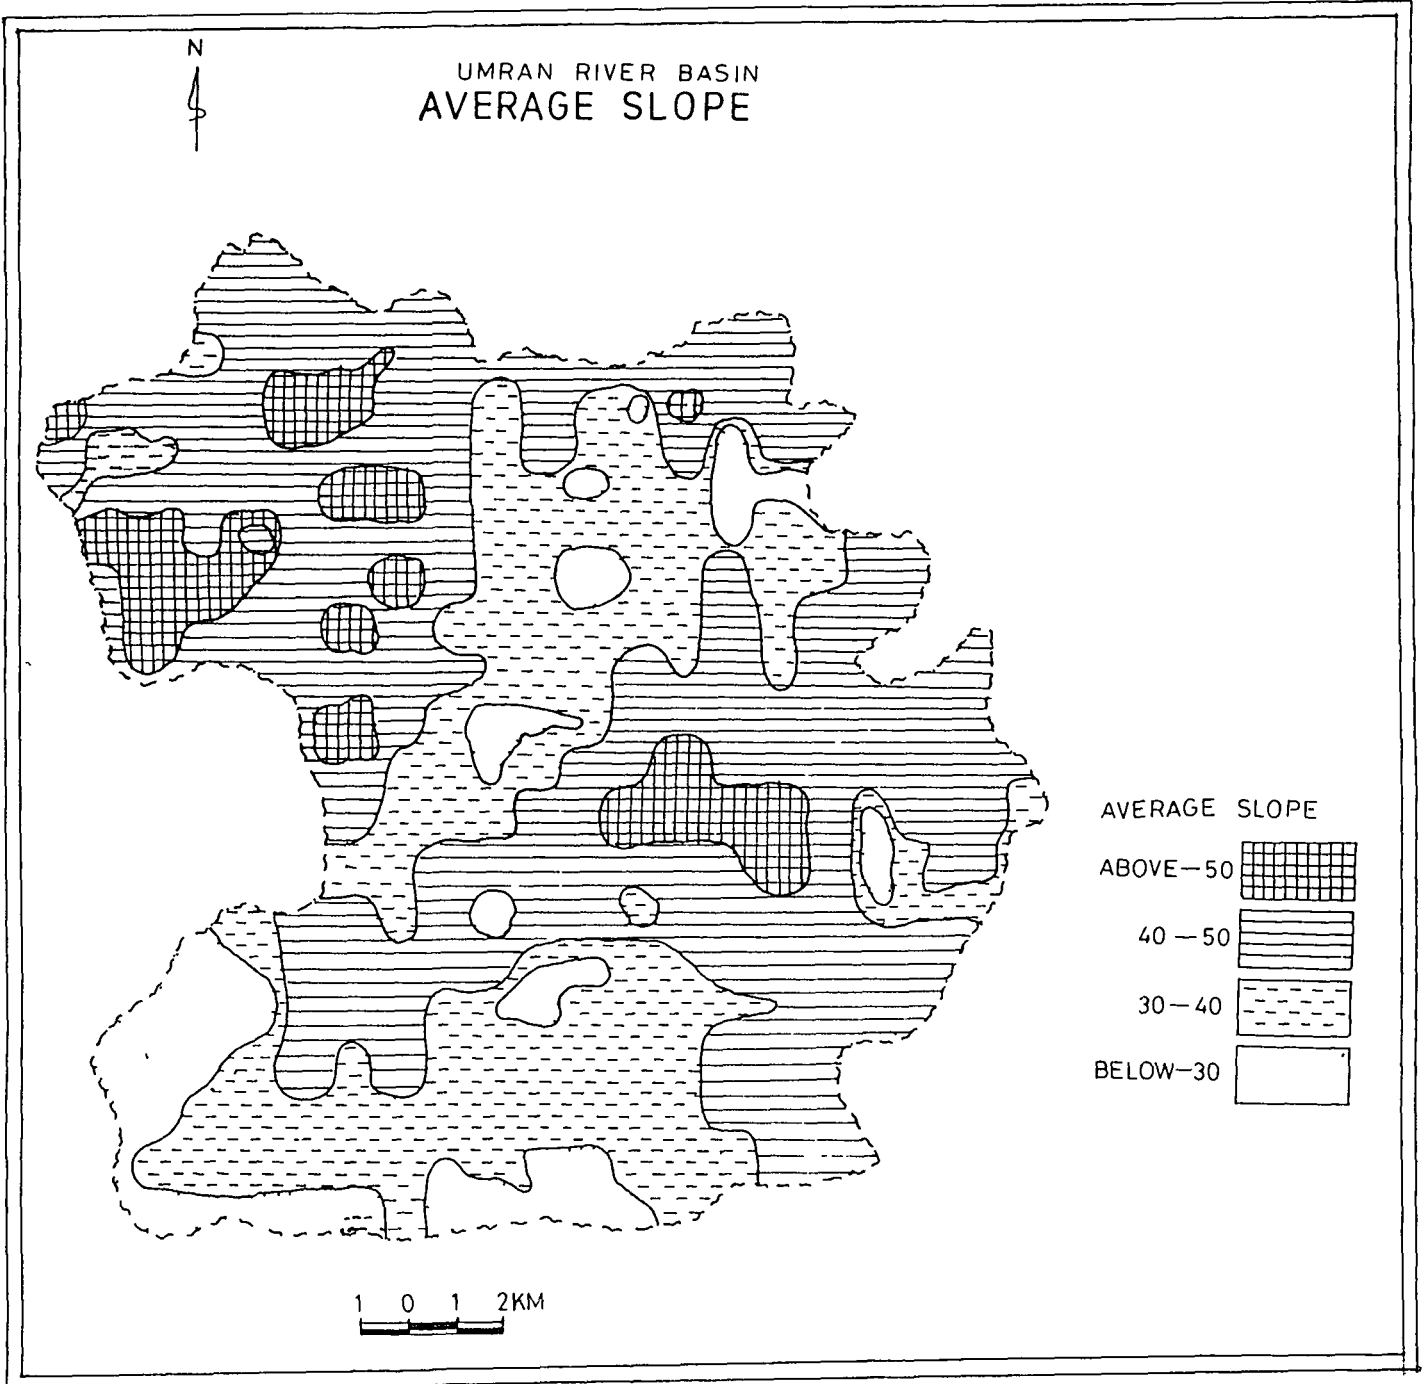 N
UMRAN RIVER BASIN
AVERAGE SLOPE
AVERAGE SLOPE
ABOVE—50
40—50
30—40
BELOW—30
1 0 1 2KM